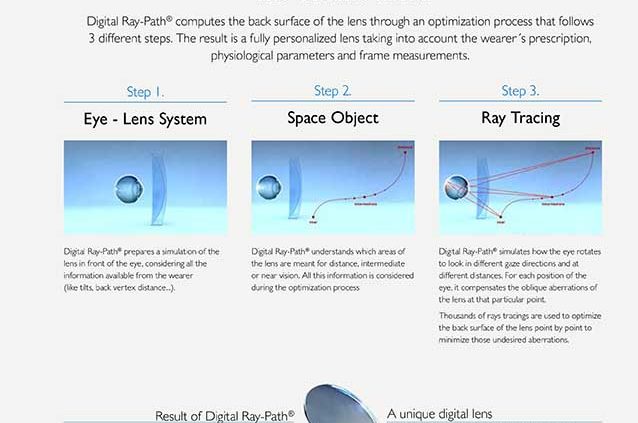 Digital Ray-Path® computes the back surface of the lens through an optimization process that follows
3 different steps. The result is a fully personalized lens taking into account the wearer´s prescription,
physiological parameters and frame measurements.
Step 1.
Eye - Lens System
Digital Ray-Path® prepares a simulation of the
lens in front of the eye, considering all the
information available from the wearer
(like tilts, back vertex distance...).
Step 2.
Space Object
distance
intermediate
near
Digital Ray-Path® understands which areas of
the lens are meant for distance, intermediate
or near vision. All this information is considered
during the optimization process
Step 3.
Ray Tracing
distance
intermediate
near
Digital Ray-Path® simulates how the eye rotates
to look in different gaze directions and at
different distances. For each position of the
eye, it compensates the oblique aberrations of
the lens at that particular point.
Thousands of rays tracings are used to optimize
the back surface of the lens point by point to
minimize those undesired aberrations.
Result of Digital Ray-Path®
A unique digital lens